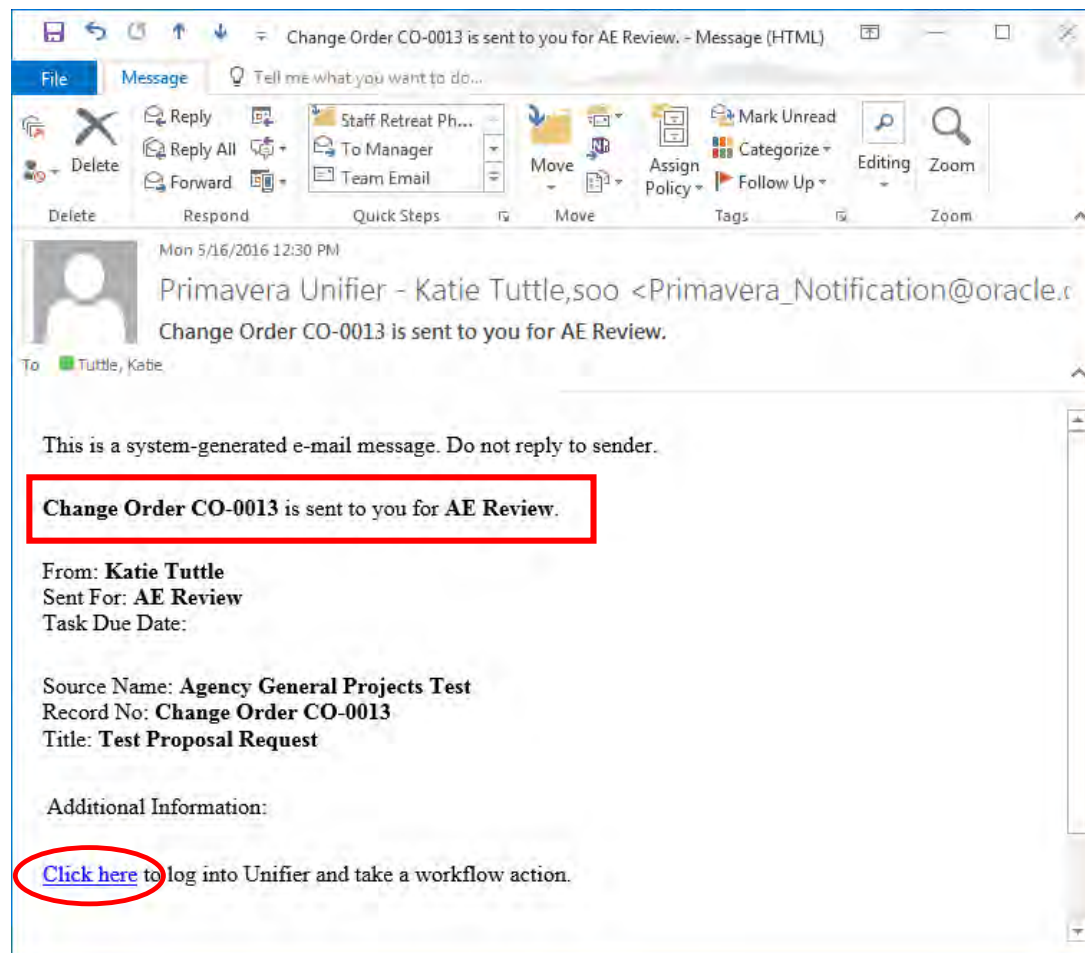 Change Order CO-0013 is sent to you for AE Review. - Message (HTML)
File Message Tell me what you want to do...
Delete
Reply
Reply All
Forward
Staff Retreat Ph...
To Manager
Team Email
Move
Assign Policy
Mark Unread
Categorize
Follow Up
Editing
Zoom
Delete Respond Quick Steps Move Tags Zoom
Mon 5/16/2016 12:30 PM
Primavera Unifier - Katie Tuttle,soo <Primavera_Notification@oracle.
Change Order CO-0013 is sent to you for AE Review.
To Tuttle, Katie
This is a system-generated e-mail message. Do not reply to sender.
Change Order CO-0013 is sent to you for AE Review.
From: Katie Tuttle
Sent For: AE Review
Task Due Date:
Source Name: Agency General Projects Test
Record No: Change Order CO-0013
Title: Test Proposal Request
Additional Information:
Click here to log into Unifier and take a workflow action.